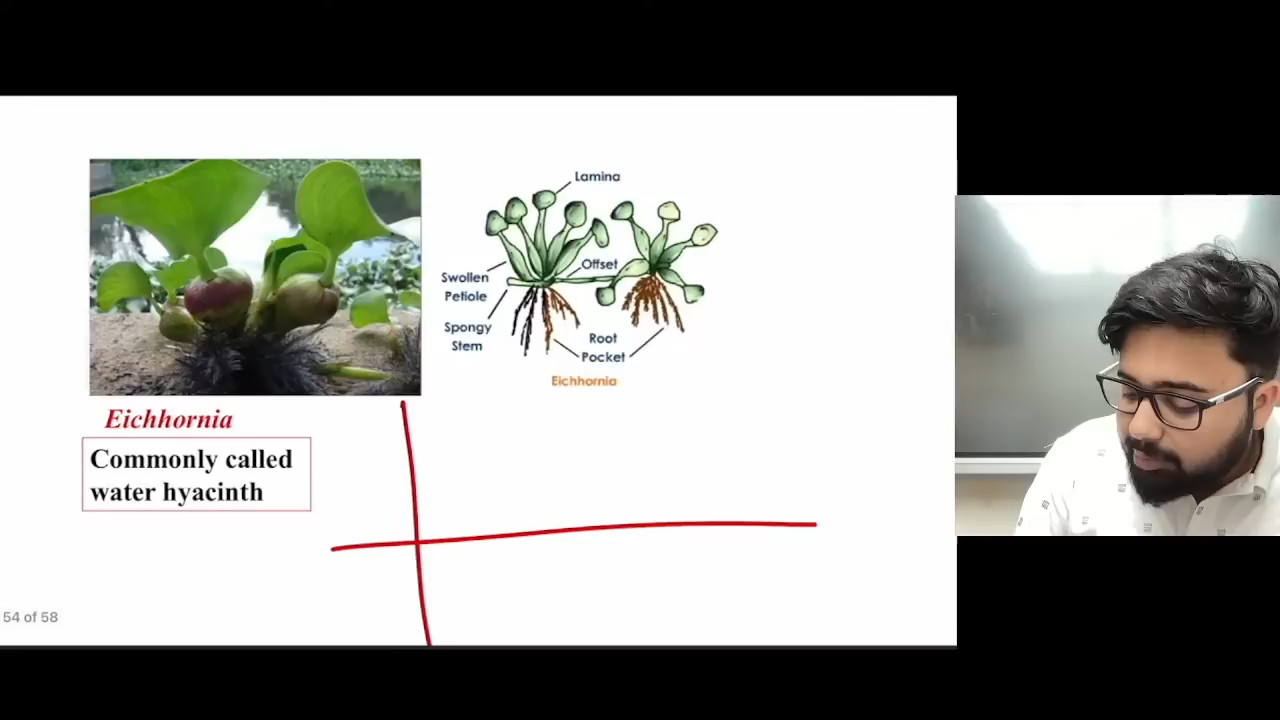 Lamina
Offset
Swollen
Petiole
Spongy
Stem
Root
Pocket
Eichhornia
Eichhornia
Commonly called
water hyacinth
54 of 58